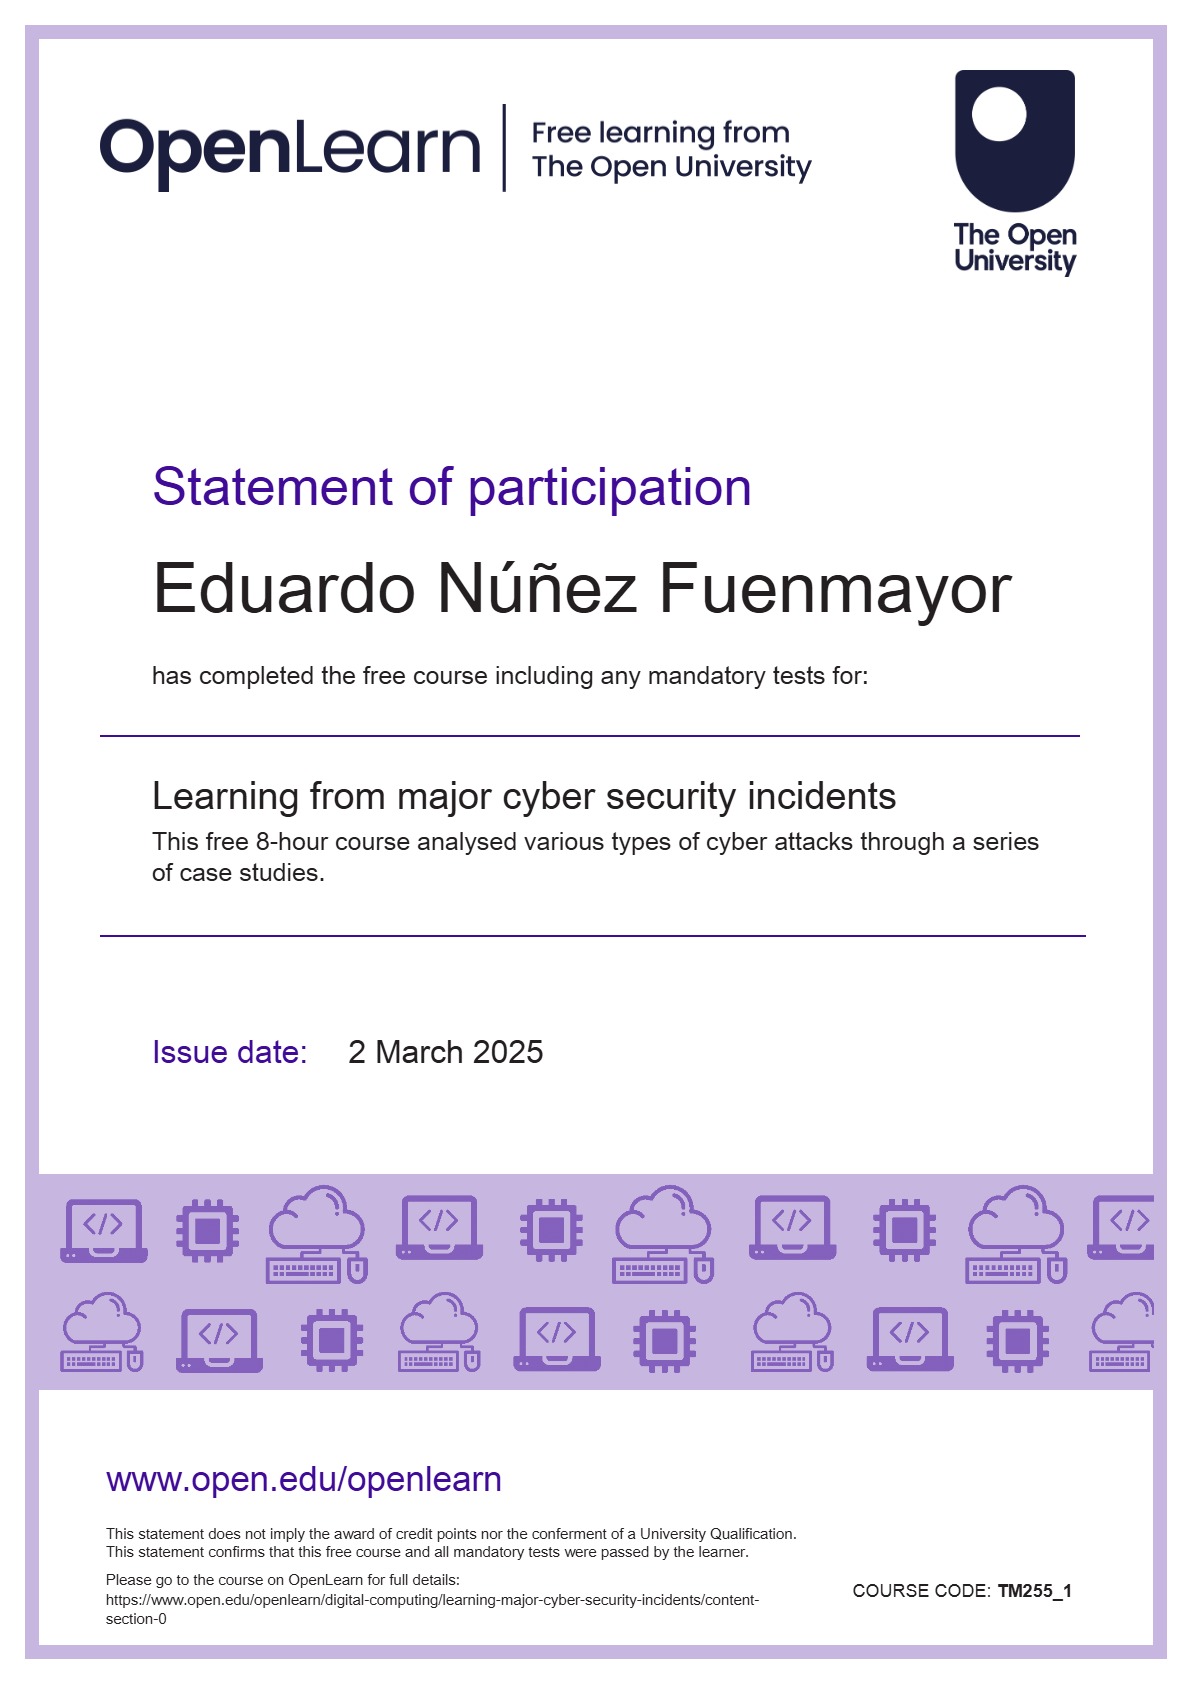 OpenLearn
Free learning from
The Open University
The Open
University
Statement of participation
Eduardo Núñez Fuenmayor
has completed the free course including any mandatory tests for:
Learning from major cyber security incidents
This free 8-hour course analysed various types of cyber attacks through a series
of case studies.
Issue date: 2 March 2025
www.open.edu/openlearn
This statement does not imply the award of credit points nor the conferment of a University Qualification.
This statement confirms that this free course and all mandatory tests were passed by the learner.
Please go to the course on OpenLearn for full details:
https://www.open.edu/openlearn/digital-computing/learning-major-cyber-security-incidents/content-
section-0
COURSE CODE: TM255_1